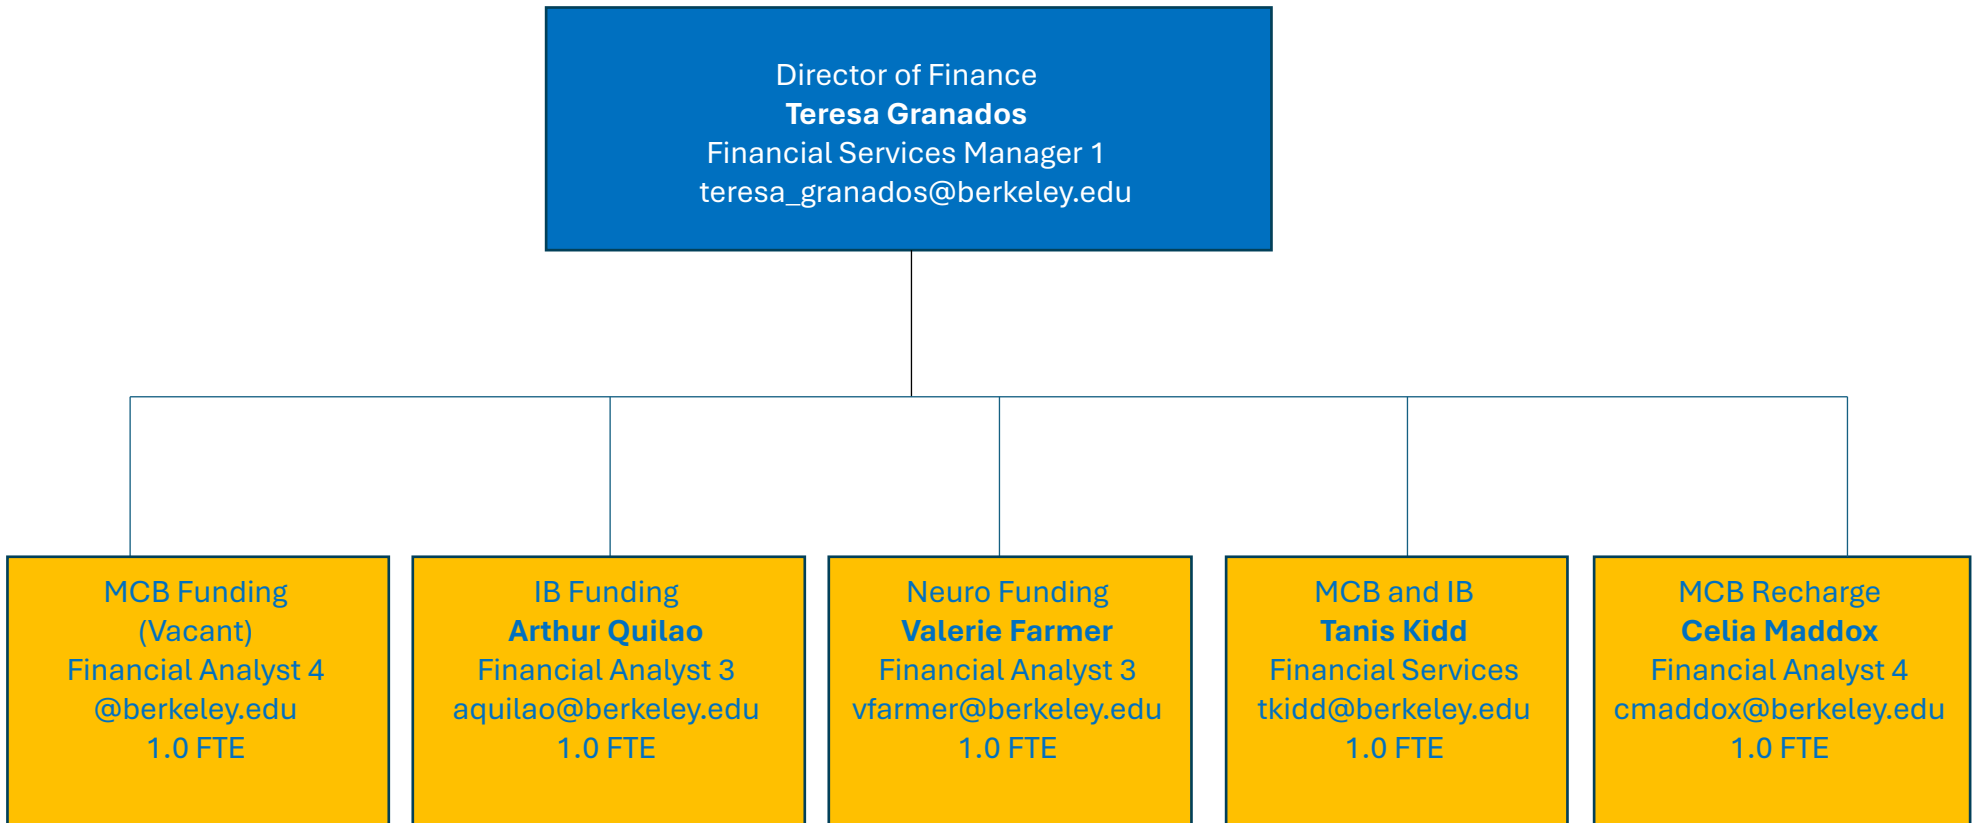 Director of Finance
Teresa Granados
Financial Services Manager 1
teresa_granados@berkeley.edu
MCB Funding
(Vacant)
Financial Analyst 4
@berkeley.edu
1.0 FTE
IB Funding
Arthur Quilao
Financial Analyst 3
aquilao@berkeley.edu
1.0 FTE
Neuro Funding
Valerie Farmer
Financial Analyst 3
vfarmer@berkeley.edu
1.0 FTE
MCB and IB
Tanis Kidd
Financial Services
tkidd@berkeley.edu
1.0 FTE
MCB Recharge
Celia Maddox
Financial Analyst 4
cmaddox@berkeley.edu
1.0 FTE